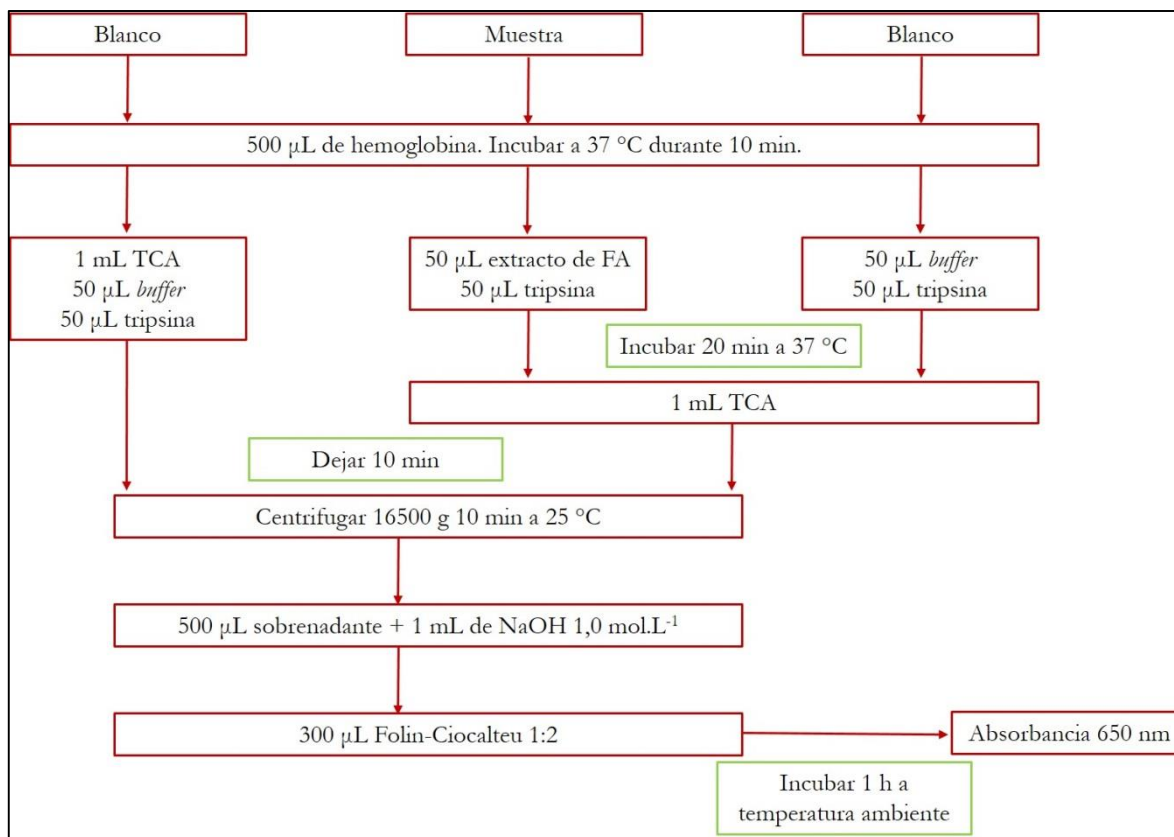 Blanco
Muestra
Blanco
500 µL de hemoglobina. Incubar a 37 °C durante 10 min.
1 mL TCA
50 µL buffer
50 µL tripsina
50 µL extracto de FA
50 µL tripsina
50 µL buffer
50 µL tripsina
Incubar 20 min a 37 °C
1 mL TCA
Dejar 10 min
Centrifugar 16500 g 10 min a 25 °C
500 µL sobrenadante + 1 mL de NaOH 1,0 mol.L⁻¹
300 µL Folin-Ciocalteu 1:2
Absorbancia 650 nm
Incubar 1 h a
temperatura ambiente